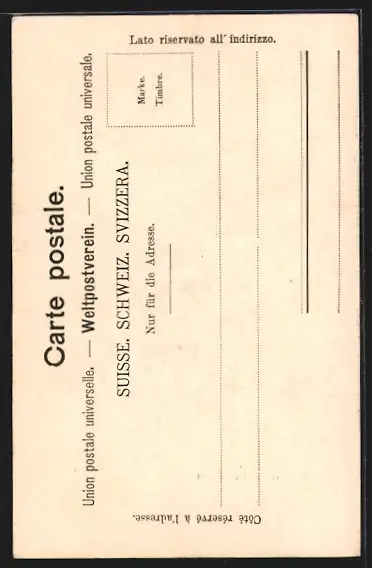 Carte postale.
Union postale universelle. — Weltpostverein. — Union postale universale.
SUISSE. SCHWEIZ. SVIZZERA.
Nur für die Adresse.
Marke.
Timbre.
Côté réservé à l'adresse.
Lato riservato all' indirizzo.